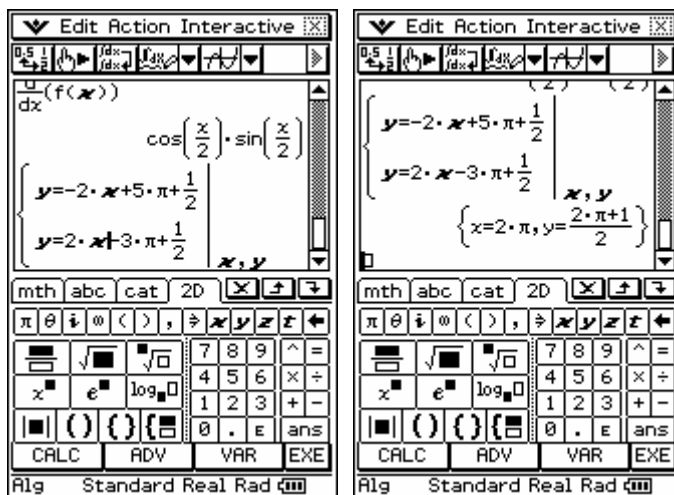 Edit Action Interactive
d/dx(f(x))
cos(x/2)·sin(x/2)
{y=-2·x+5·π+1/2
y=2·x-3·π+1/2 | x,y
mth abc cat 2D
π θ i ∞ ( ) , ⇒ x y z t
7 8 9 ^ =
4 5 6 × ÷
x e log
1 2 3 + -
0 . E ans
CALC ADV VAR EXE
Alg Standard Real Rad
Edit Action Interactive
(2) (2)
{y=-2·x+5·π+1/2
y=2·x-3·π+1/2 | x,y
{x=2·π,y=(2·π+1)/2}
mth abc cat 2D
π θ i ∞ ( ) , ⇒ x y z t
7 8 9 ^ =
4 5 6 × ÷
x e log
1 2 3 + -
0 . E ans
CALC ADV VAR EXE
Alg Standard Real Rad